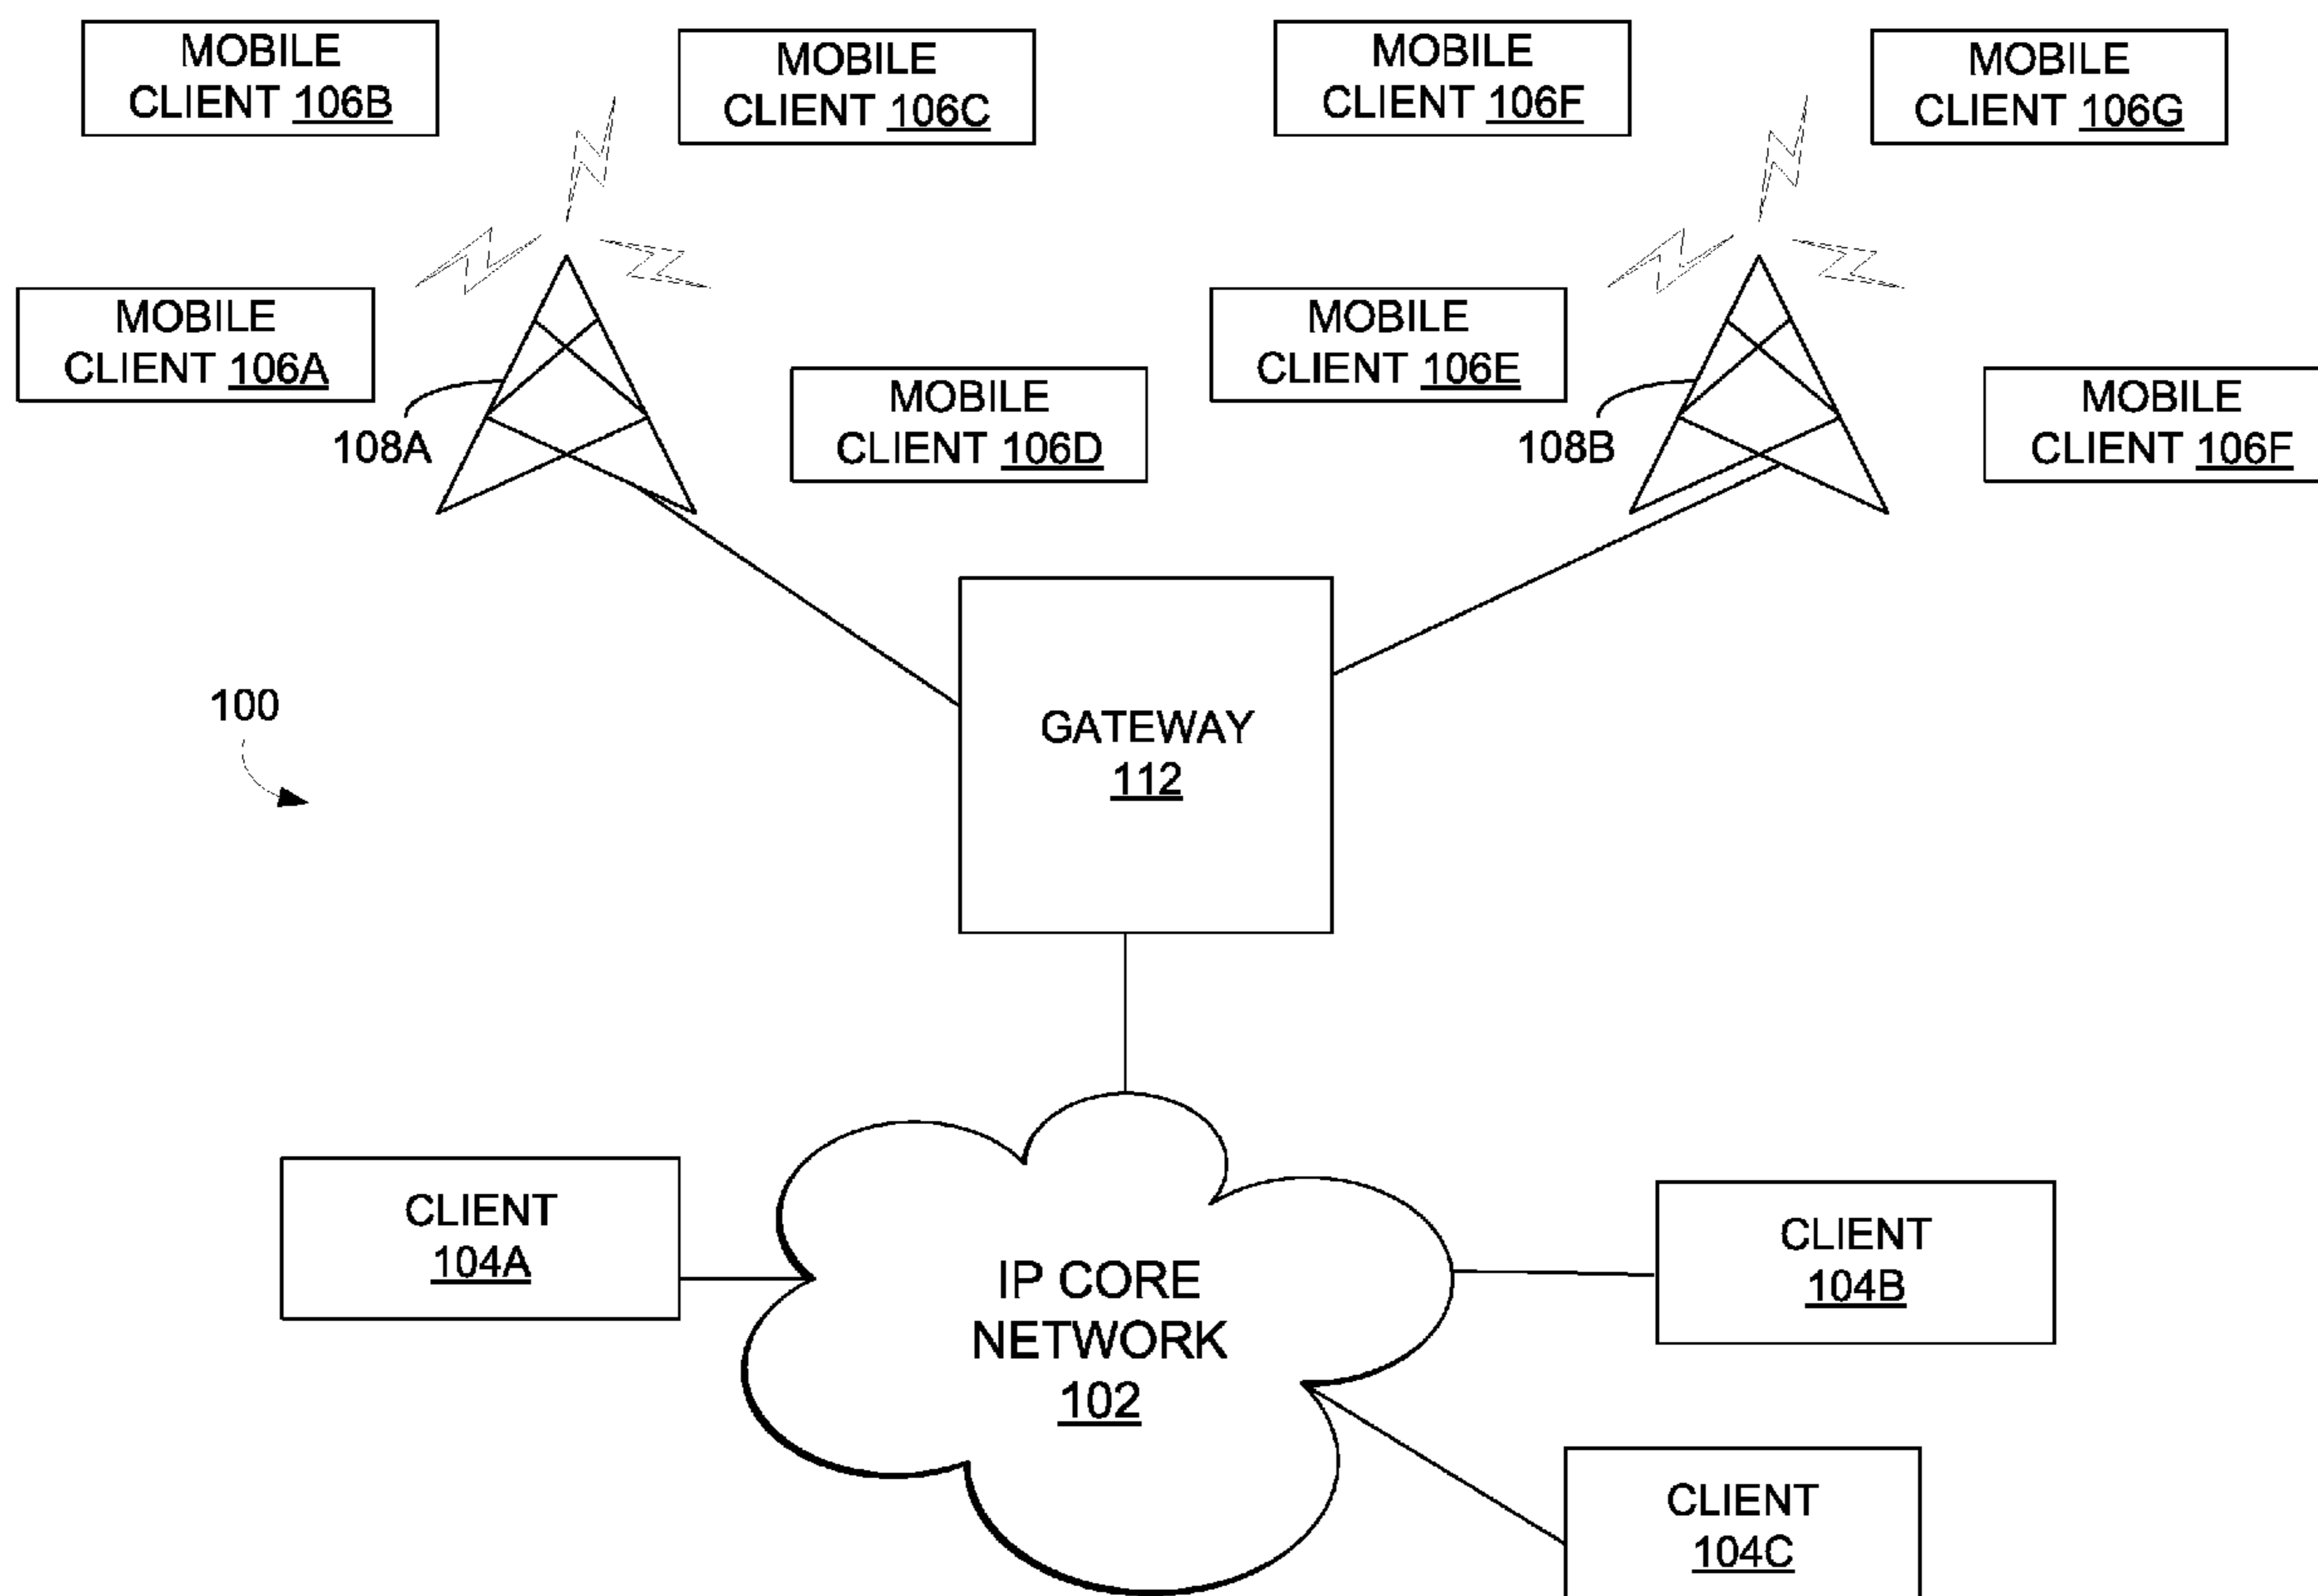 MOBILE
CLIENT 106B
MOBILE
CLIENT 106C
MOBILE
CLIENT 106F
MOBILE
CLIENT 106G
MOBILE
CLIENT 106A
108A
MOBILE
CLIENT 106D
MOBILE
CLIENT 106E
108B
MOBILE
CLIENT 106F
100
GATEWAY
112
CLIENT
104A
IP CORE
NETWORK
102
CLIENT
104B
CLIENT
104C